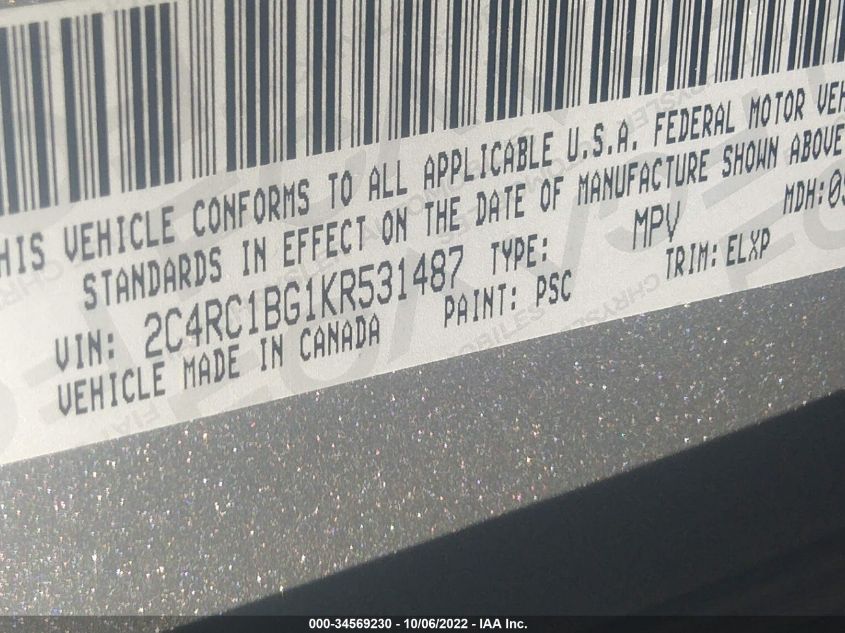 HIS VEHICLE CONFORMS TO ALL APPLICABLE U.S.A. FEDERAL MOTOR VEH
STANDARDS IN EFFECT ON THE DATE OF MANUFACTURE SHOWN ABOVE
VIN: 2C4RC1BG1KR531487 TYPE: MPV MDH:0
VEHICLE MADE IN CANADA PAINT: PSC TRIM: ELXP
000-34569230 - 10/06/2022 - IAA Inc.